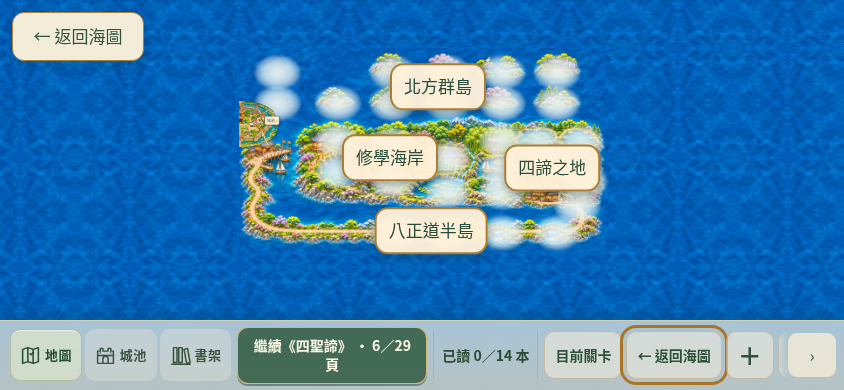 ← 返回海圖
北方群島
修學海岸
四諦之地
八正道半島
地圖
城池
書架
繼續《四聖諦》 · 6／29
頁
已讀 0／14 本
目前關卡
← 返回海圖
+
›